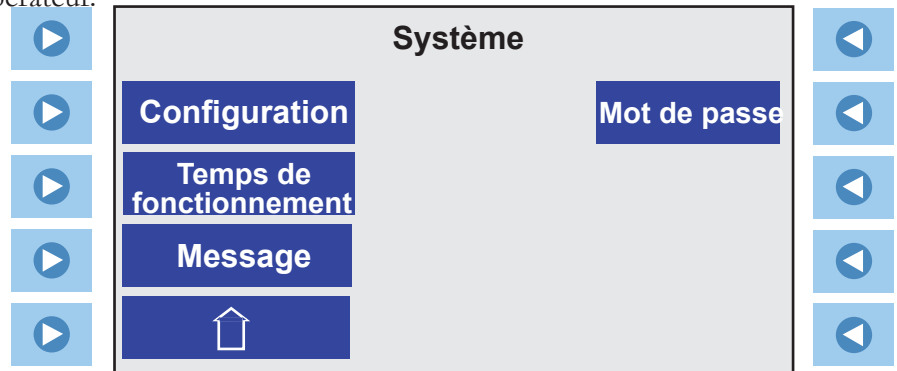 Système
Configuration
Mot de passe
Temps de
fonctionnement
Message